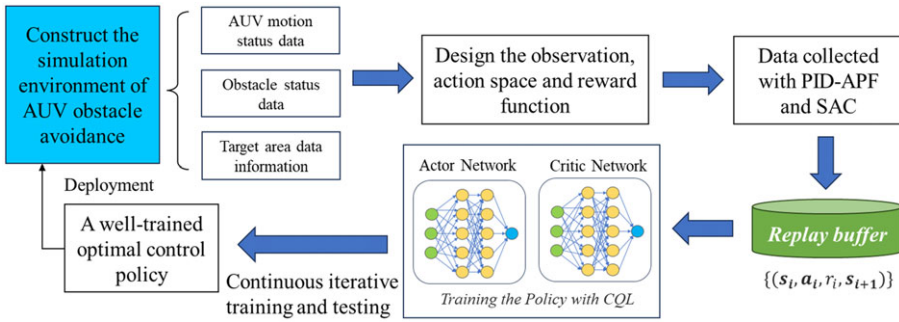 Construct the
simulation
environment of
AUV obstacle
avoidance
AUV motion
status data
Obstacle status
data
Target area data
information
Design the observation,
action space and reward
function
Data collected
with PID-APF
and SAC
Replay buffer
{(s_i, a_i, r_i, s_{i+1})}
Actor Network
Critic Network
Training the Policy with CQL
Continuous iterative
training and testing
A well-trained
optimal control
policy
Deployment